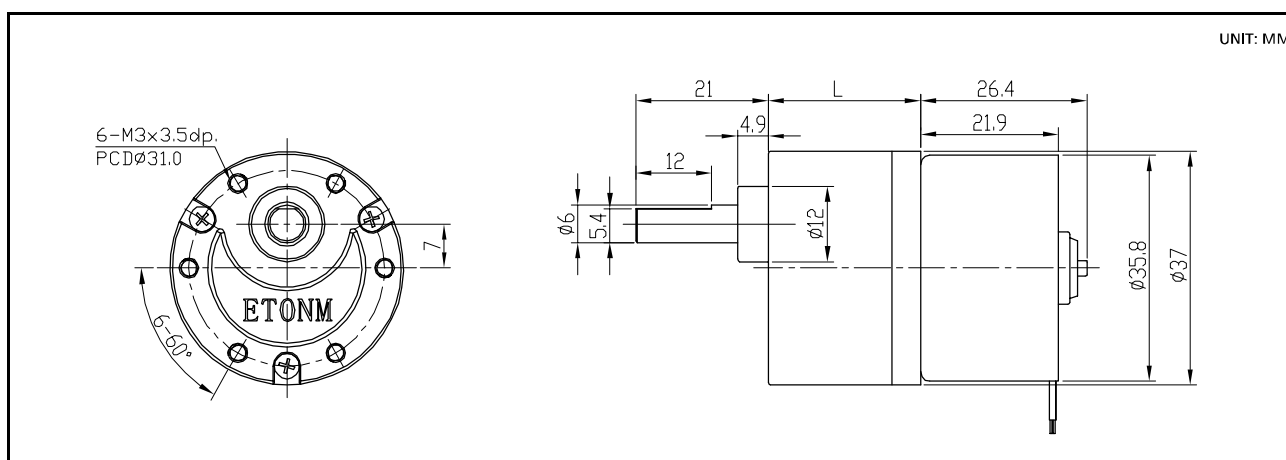 UNIT: MM
21
L
26.4
4.9
21.9
12
6-M3x3.5dp.
PCDø31.0
ø6
5.4
ø12
7
ø35.8
ø37
ETONM
6-60°